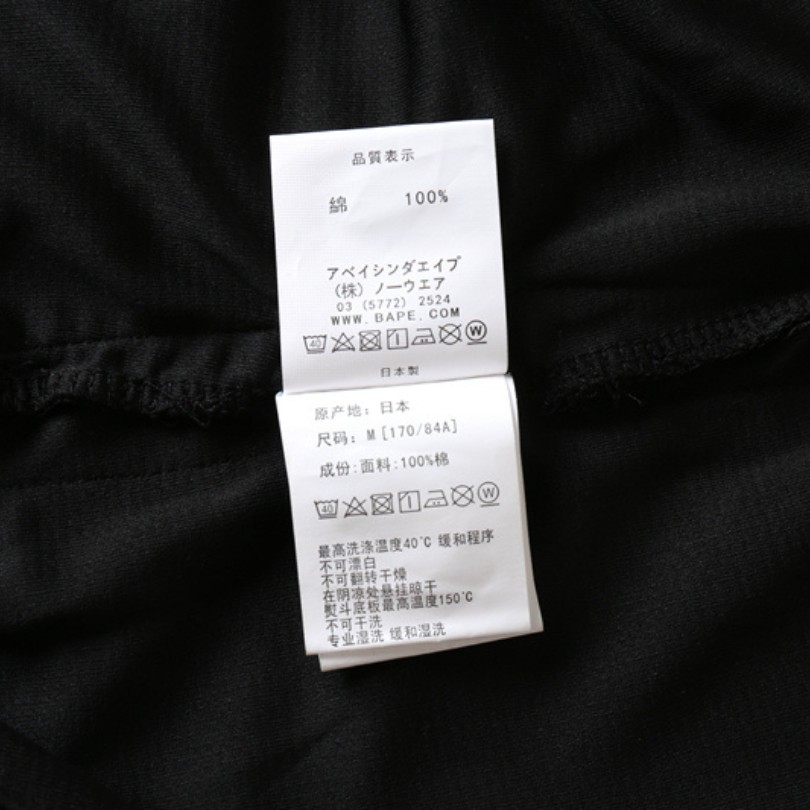 品質表示
綿 100%
アベイシンダエイプ
(株) ノーウエア
03 (5772) 2524
WWW. BAPE. COM
40 W
日本製
原产地: 日本
尺码: M [170/84A]
成份:面料:100%棉
40 W
最高洗涤温度40℃ 缓和程序
不可漂白
不可翻转干燥
在阴凉处悬挂晾干
熨斗底板最高温度150℃
不可干洗
专业湿洗 缓和湿洗